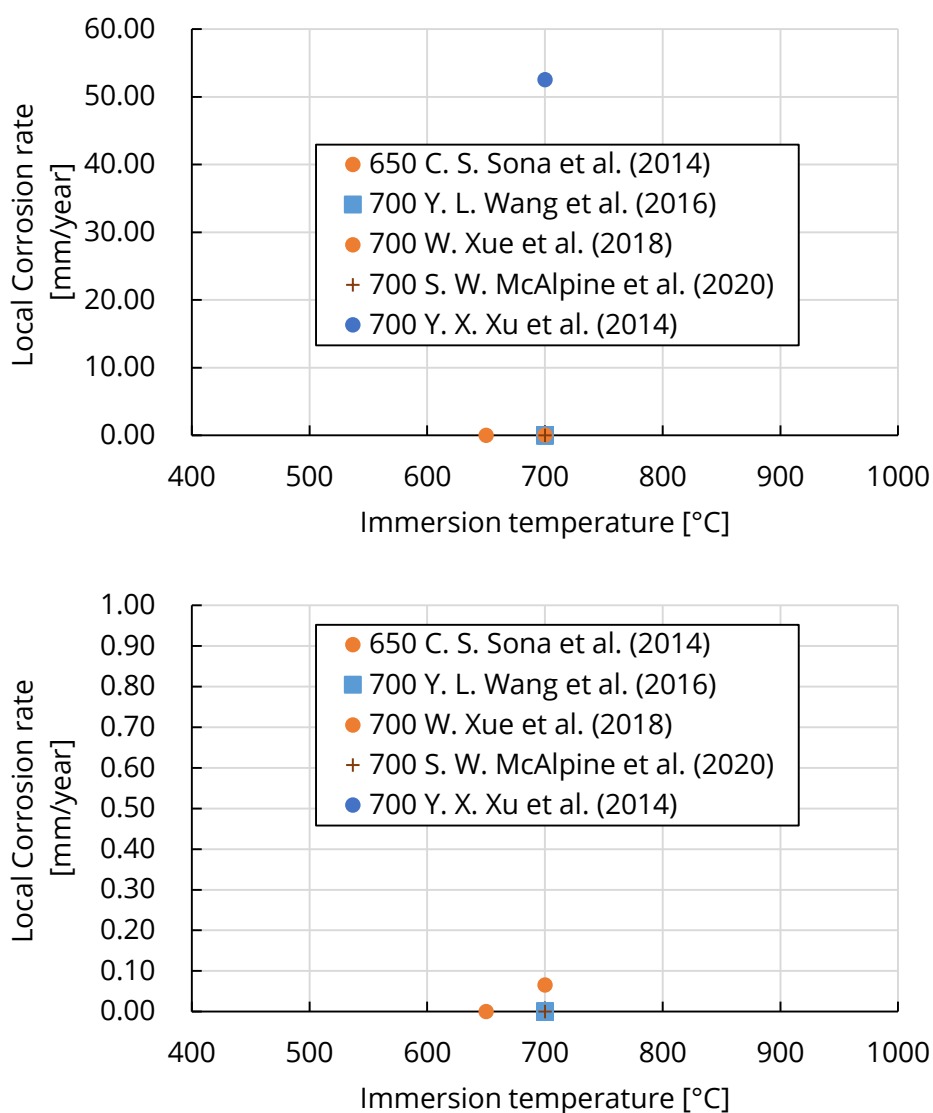 60.00
50.00
40.00
30.00
20.00
10.00
0.00
Local Corrosion rate
[mm/year]
650 C. S. Sona et al. (2014)
700 Y. L. Wang et al. (2016)
700 W. Xue et al. (2018)
700 S. W. McAlpine et al. (2020)
700 Y. X. Xu et al. (2014)
400 500 600 700 800 900 1000
Immersion temperature [°C]
1.00
0.90
0.80
0.70
0.60
0.50
0.40
0.30
0.20
0.10
0.00
Local Corrosion rate
[mm/year]
650 C. S. Sona et al. (2014)
700 Y. L. Wang et al. (2016)
700 W. Xue et al. (2018)
700 S. W. McAlpine et al. (2020)
700 Y. X. Xu et al. (2014)
400 500 600 700 800 900 1000
Immersion temperature [°C]